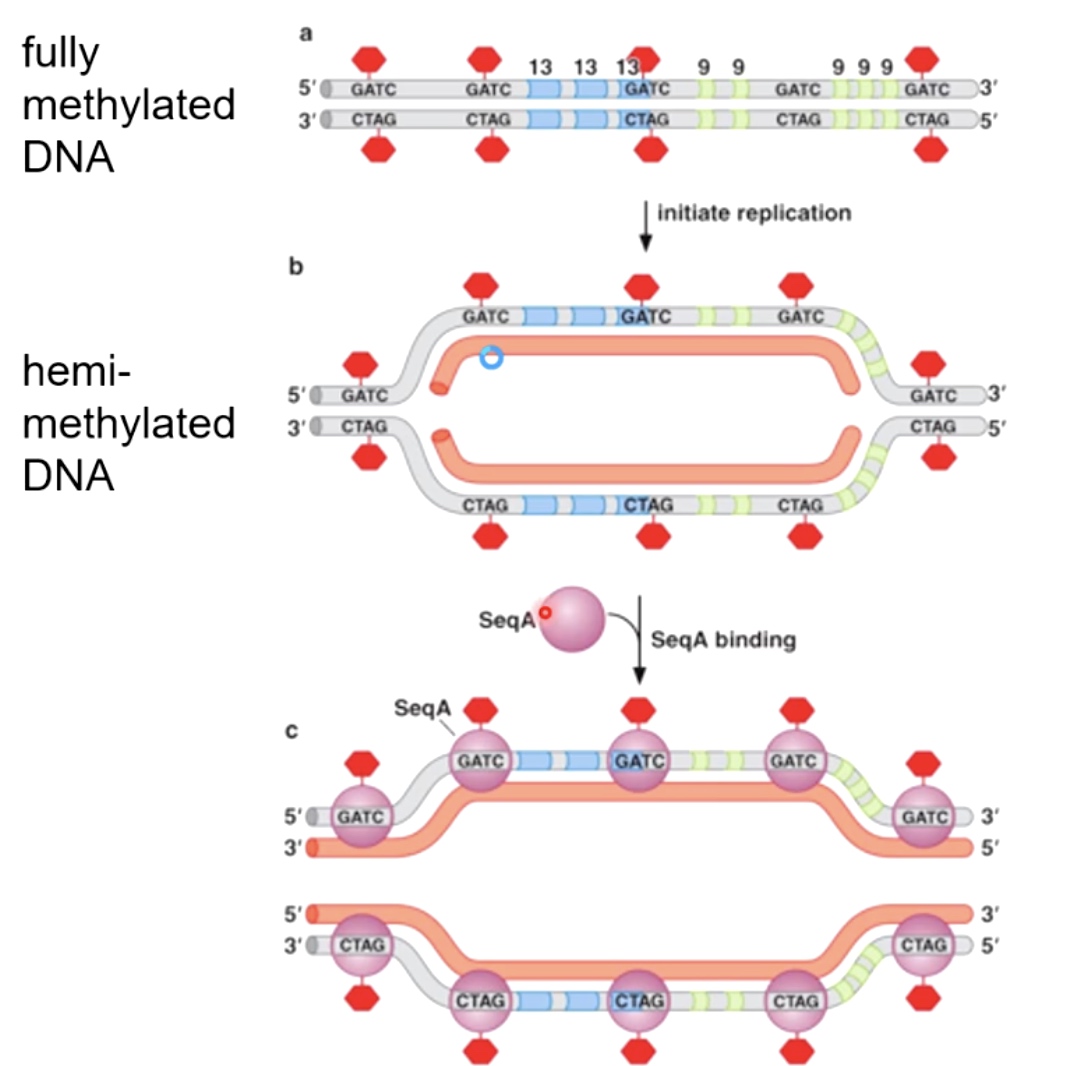 fully
methylated
DNA
a
13 13 13 9 9 9 9 9
5′ GATC GATC GATC GATC GATC 3′
3′ CTAG CTAG CTAG CTAG CTAG 5′
initiate replication
b
hemi-
methylated
DNA
GATC GATC GATC
5′ GATC GATC 3′
3′ CTAG CTAG 5′
CTAG CTAG CTAG
SeqA
SeqA binding
SeqA
c
GATC GATC GATC
5′ GATC GATC 3′
3′ 5′
5′ 3′
3′ CTAG CTAG 5′
CTAG CTAG CTAG